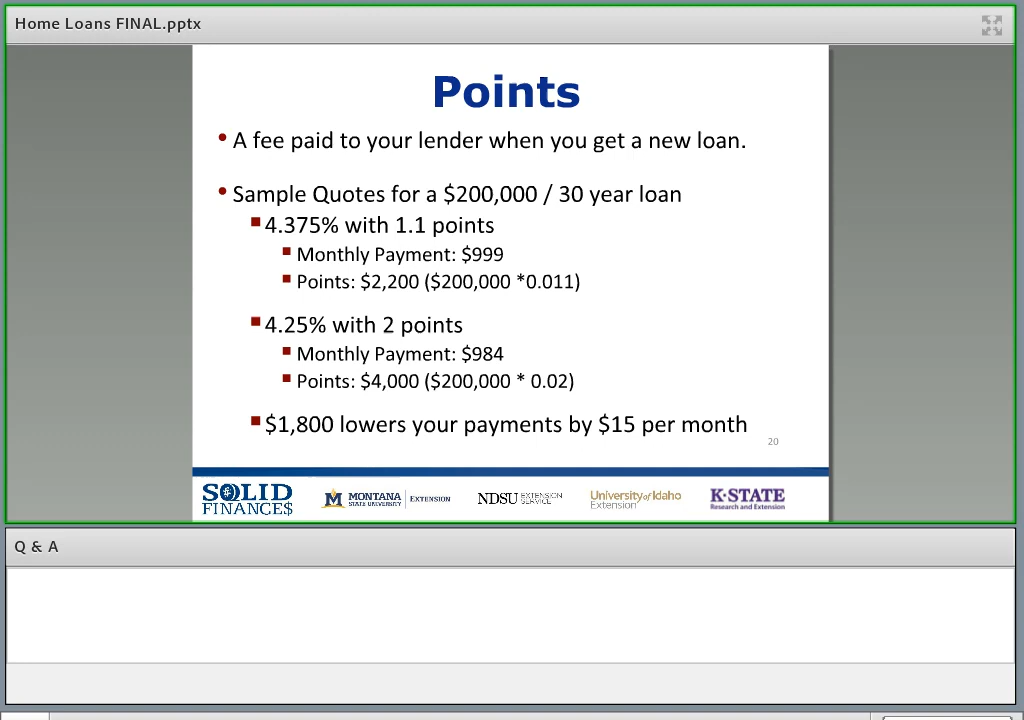 Home Loans FINAL.pptx
Points
• A fee paid to your lender when you get a new loan.
• Sample Quotes for a $200,000 / 30 year loan
▪ 4.375% with 1.1 points
▪ Monthly Payment: $999
▪ Points: $2,200 ($200,000 *0.011)
▪ 4.25% with 2 points
▪ Monthly Payment: $984
▪ Points: $4,000 ($200,000 * 0.02)
▪ $1,800 lowers your payments by $15 per month
20
SOLID
FINANCE$
M MONTANA
STATE UNIVERSITY
EXTENSION
NDSU EXTENSION
SERVICE
University of Idaho
Extension
K-STATE
Research and Extension
Q & A